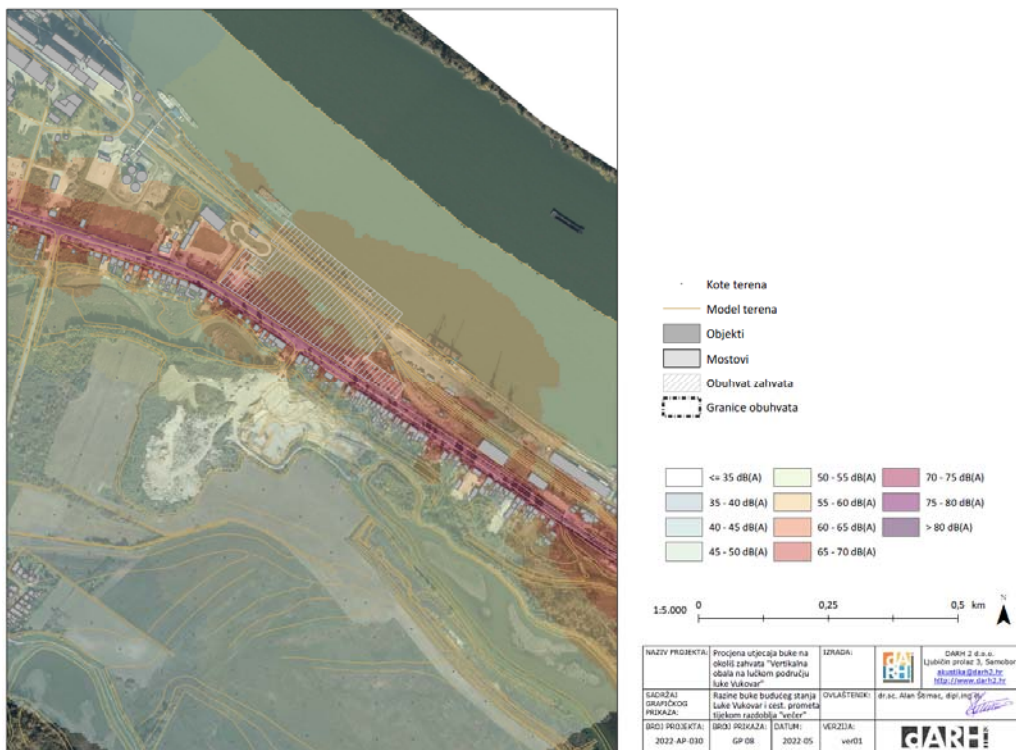 Kote terena
Model terena
Objekti
Mostovi
Obuhvat zahvata
Granice obuhvata
<= 35 dB(A)
35 - 40 dB(A)
40 - 45 dB(A)
45 - 50 dB(A)
50 - 55 dB(A)
55 - 60 dB(A)
60 - 65 dB(A)
65 - 70 dB(A)
70 - 75 dB(A)
75 - 80 dB(A)
> 80 dB(A)
1:5.000 0 0,25 0,5 km
N
NAZIV PROJEKTA:
Procjena utjecaja buke na
okoliš zahvata "Vertikalna
obala na lučkom području
luke Vukovar"
IZRADA:
dARHI
DARH 2 d.o.o.
Ljubičin prolaz 3, Samobor
akustika@darh2.hr
http://www.darh2.hr
SADRŽAJ
GRAFIČKOG
PRIKAZA:
Razine buke budućeg stanja
Luke Vukovar i cest. prometa
tijekom razdoblja "večer"
OVLAŠTENIK:
dr.sc. Alan Štimac, dipl.ing.
BROJ PROJEKTA:
2022-AP-030
BROJ PRIKAZA:
GP 08
DATUM:
2022-05
VERZIJA:
ver01
dARH